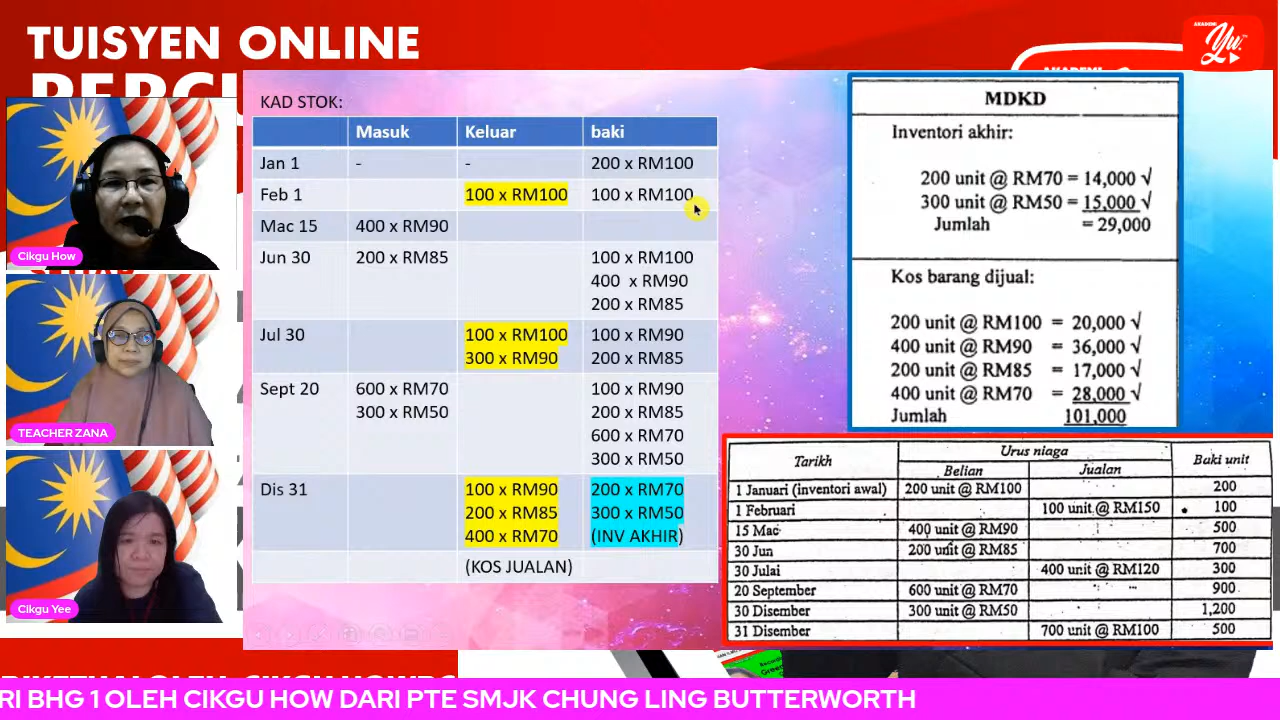 TUISYEN ONLINE
AKADEMI
Yu.
KAD STOK:
Masuk Keluar baki
Jan 1 - - 200 x RM100
Feb 1 100 x RM100 100 x RM100
Mac 15 400 x RM90
Jun 30 200 x RM85 100 x RM100
400 x RM90
200 x RM85
Jul 30 100 x RM100 100 x RM90
300 x RM90 200 x RM85
Sept 20 600 x RM70 100 x RM90
300 x RM50 200 x RM85
600 x RM70
300 x RM50
Dis 31 100 x RM90 200 x RM70
200 x RM85 300 x RM50
400 x RM70 (INV AKHIR)
(KOS JUALAN)
MDKD
Inventori akhir:
200 unit @ RM70 = 14,000 √
300 unit @ RM50 = 15,000 √
Jumlah = 29,000
Kos barang dijual:
200 unit @ RM100 = 20,000 √
400 unit @ RM90 = 36,000 √
200 unit @ RM85 = 17,000 √
400 unit @ RM70 = 28,000 √
Jumlah 101,000
Tarikh Urus niaga Baki unit
Belian Jualan
1 Januari (inventori awal) 200 unit @ RM100 200
1 Februari 100 unit @ RM150 100
15 Mac 400 unit @ RM90 500
30 Jun 200 unit @ RM85 700
30 Julai 400 unit @ RM120 300
20 September 600 unit @ RM70 900
30 Disember 300 unit @ RM50 1,200
31 Disember 700 unit @ RM100 500
Cikgu How
TEACHER ZANA
Cikgu Yee
RI BHG 1 OLEH CIKGU HOW DARI PTE SMJK CHUNG LING BUTTERWORTH